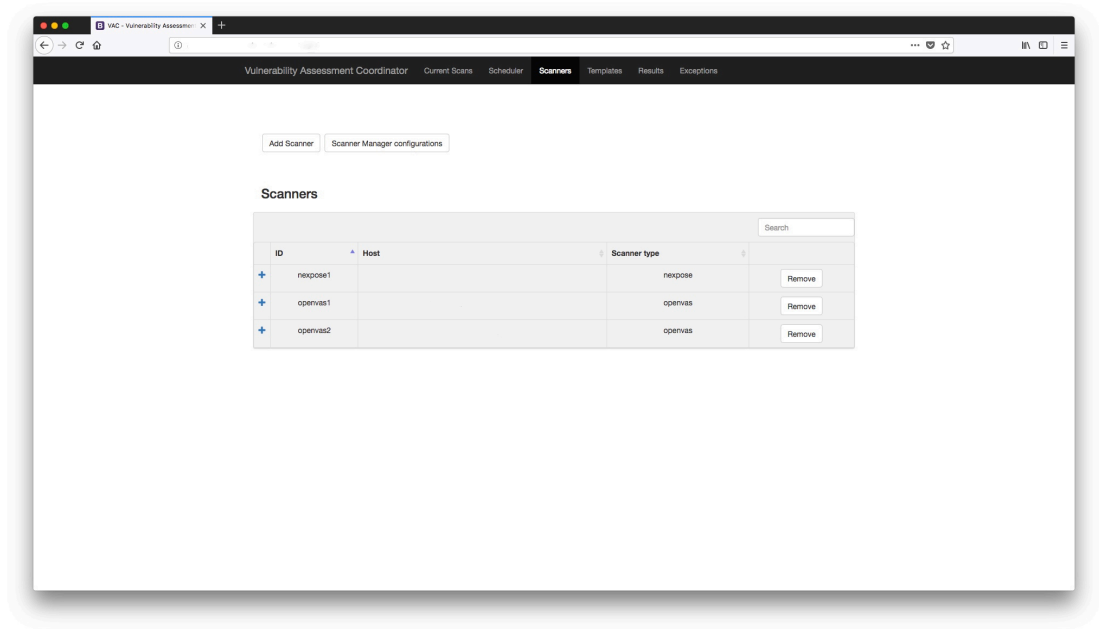 B VAC - Vulnerability Assessmen
Vulnerability Assessment Coordinator Current Scans Scheduler Scanners Templates Results Exceptions
Add Scanner Scanner Manager configurations
Scanners
Search
ID Host Scanner type
nexpose1 nexpose Remove
openvas1 openvas Remove
openvas2 openvas Remove